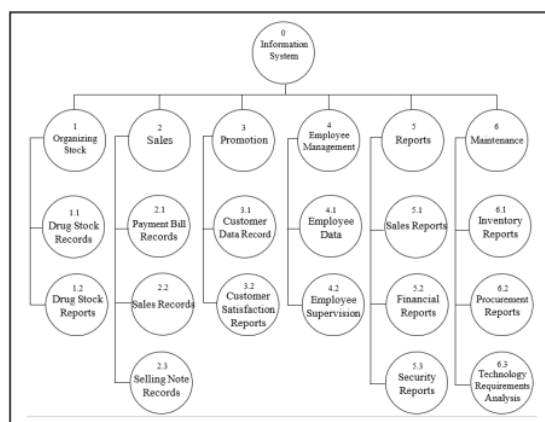 0
Information
System
1
Organizing
Stock
2
Sales
3
Promotion
4
Employee
Management
5
Reports
6
Maintenance
1.1
Drug Stock
Records
2.1
Payment Bill
Records
3.1
Customer
Data Record
4.1
Employee
Data
5.1
Sales Reports
6.1
Inventory
Reports
1.2
Drug Stock
Reports
2.2
Sales Records
3.2
Customer
Satisfaction
Reports
4.2
Employee
Supervision
5.2
Financial
Reports
6.2
Procurement
Reports
2.3
Selling Note
Records
5.3
Security
Reports
6.3
Technology
Requirements
Analysis